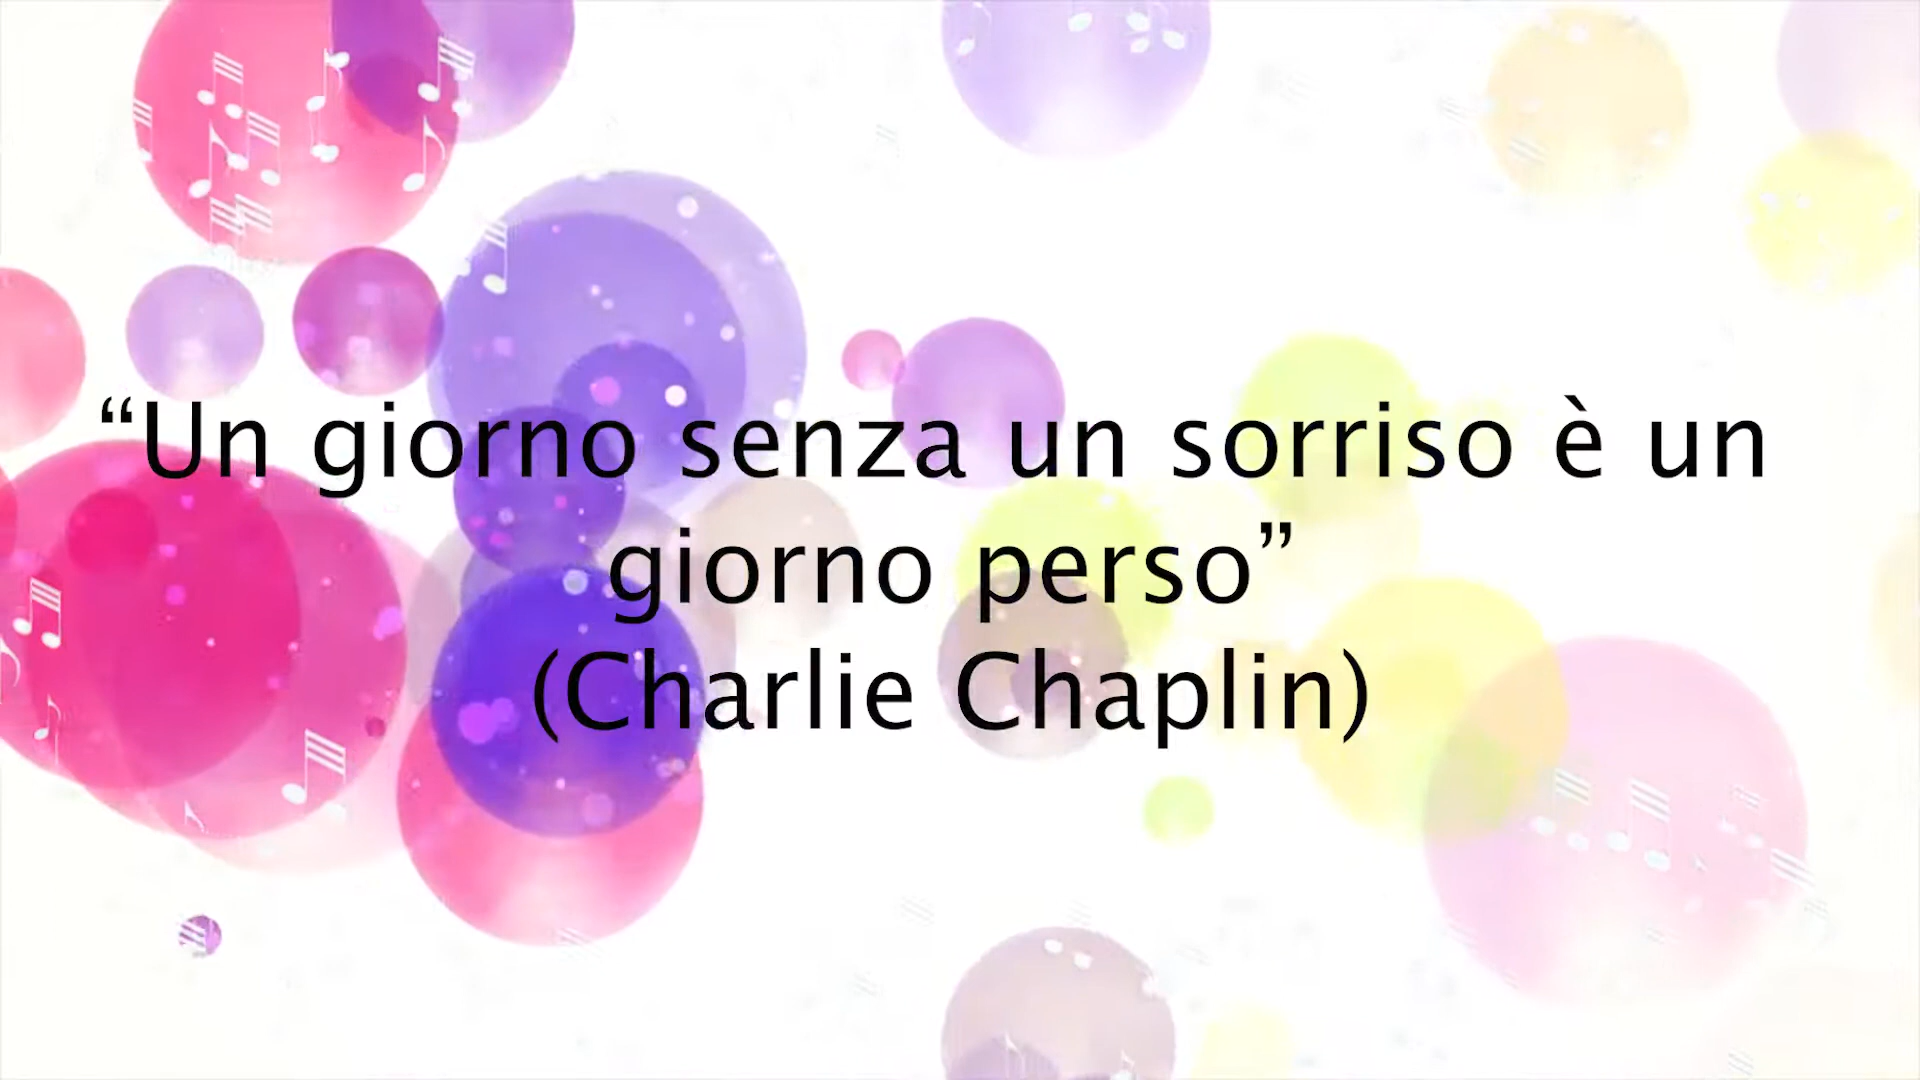 “Un giorno senza un sorriso è un
giorno perso”
(Charlie Chaplin)